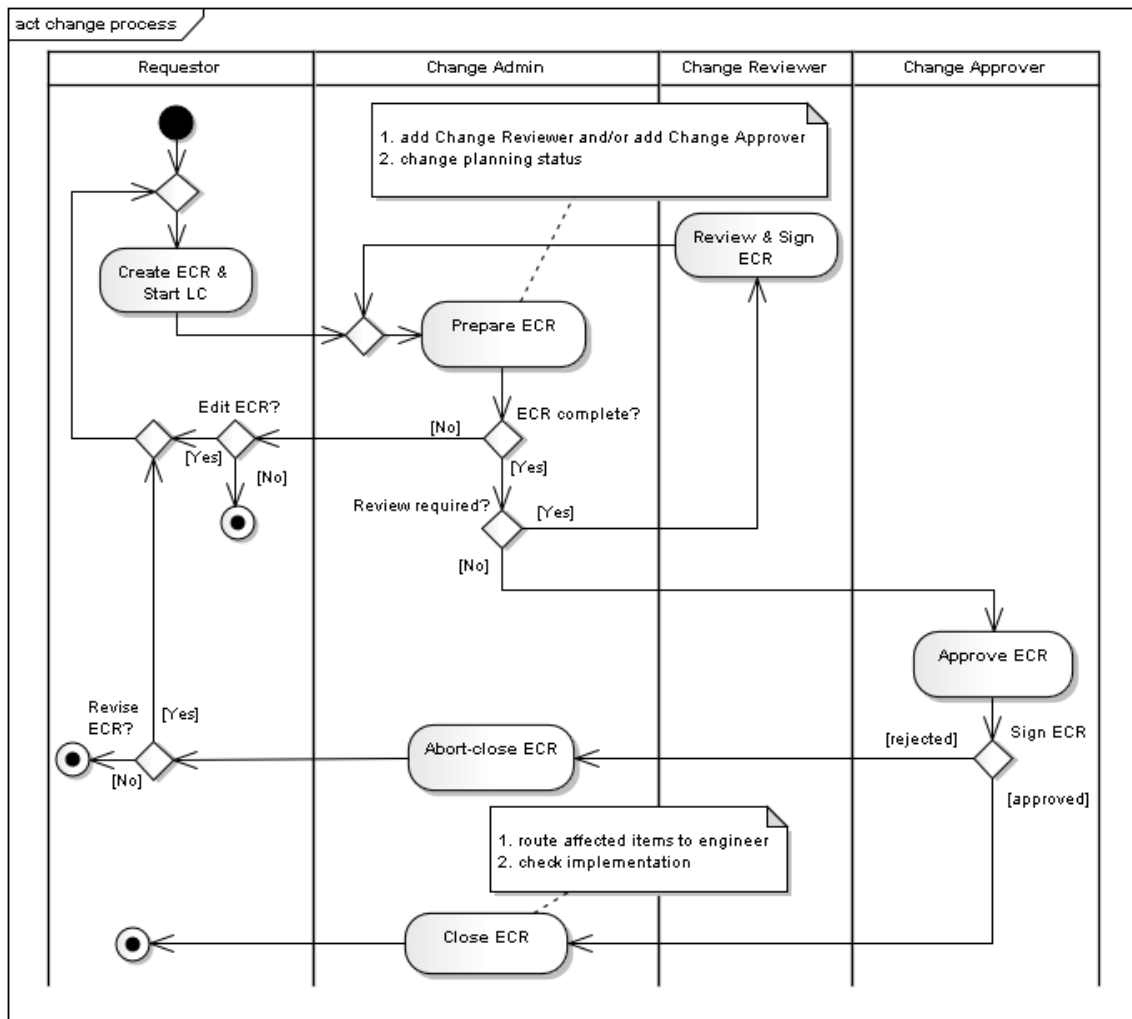 act change process
Requestor
Change Admin
Change Reviewer
Change Approver
1. add Change Reviewer and/or add Change Approver
2. change planning status
Review & Sign
ECR
Create ECR &
Start LC
Prepare ECR
Edit ECR?
ECR complete?
[No]
[Yes]
[Yes]
[No]
Review required?
[Yes]
[No]
Approve ECR
Revise
ECR?
[Yes]
Abort-close ECR
[rejected]
Sign ECR
[No]
[approved]
1. route affected items to engineer
2. check implementation
Close ECR